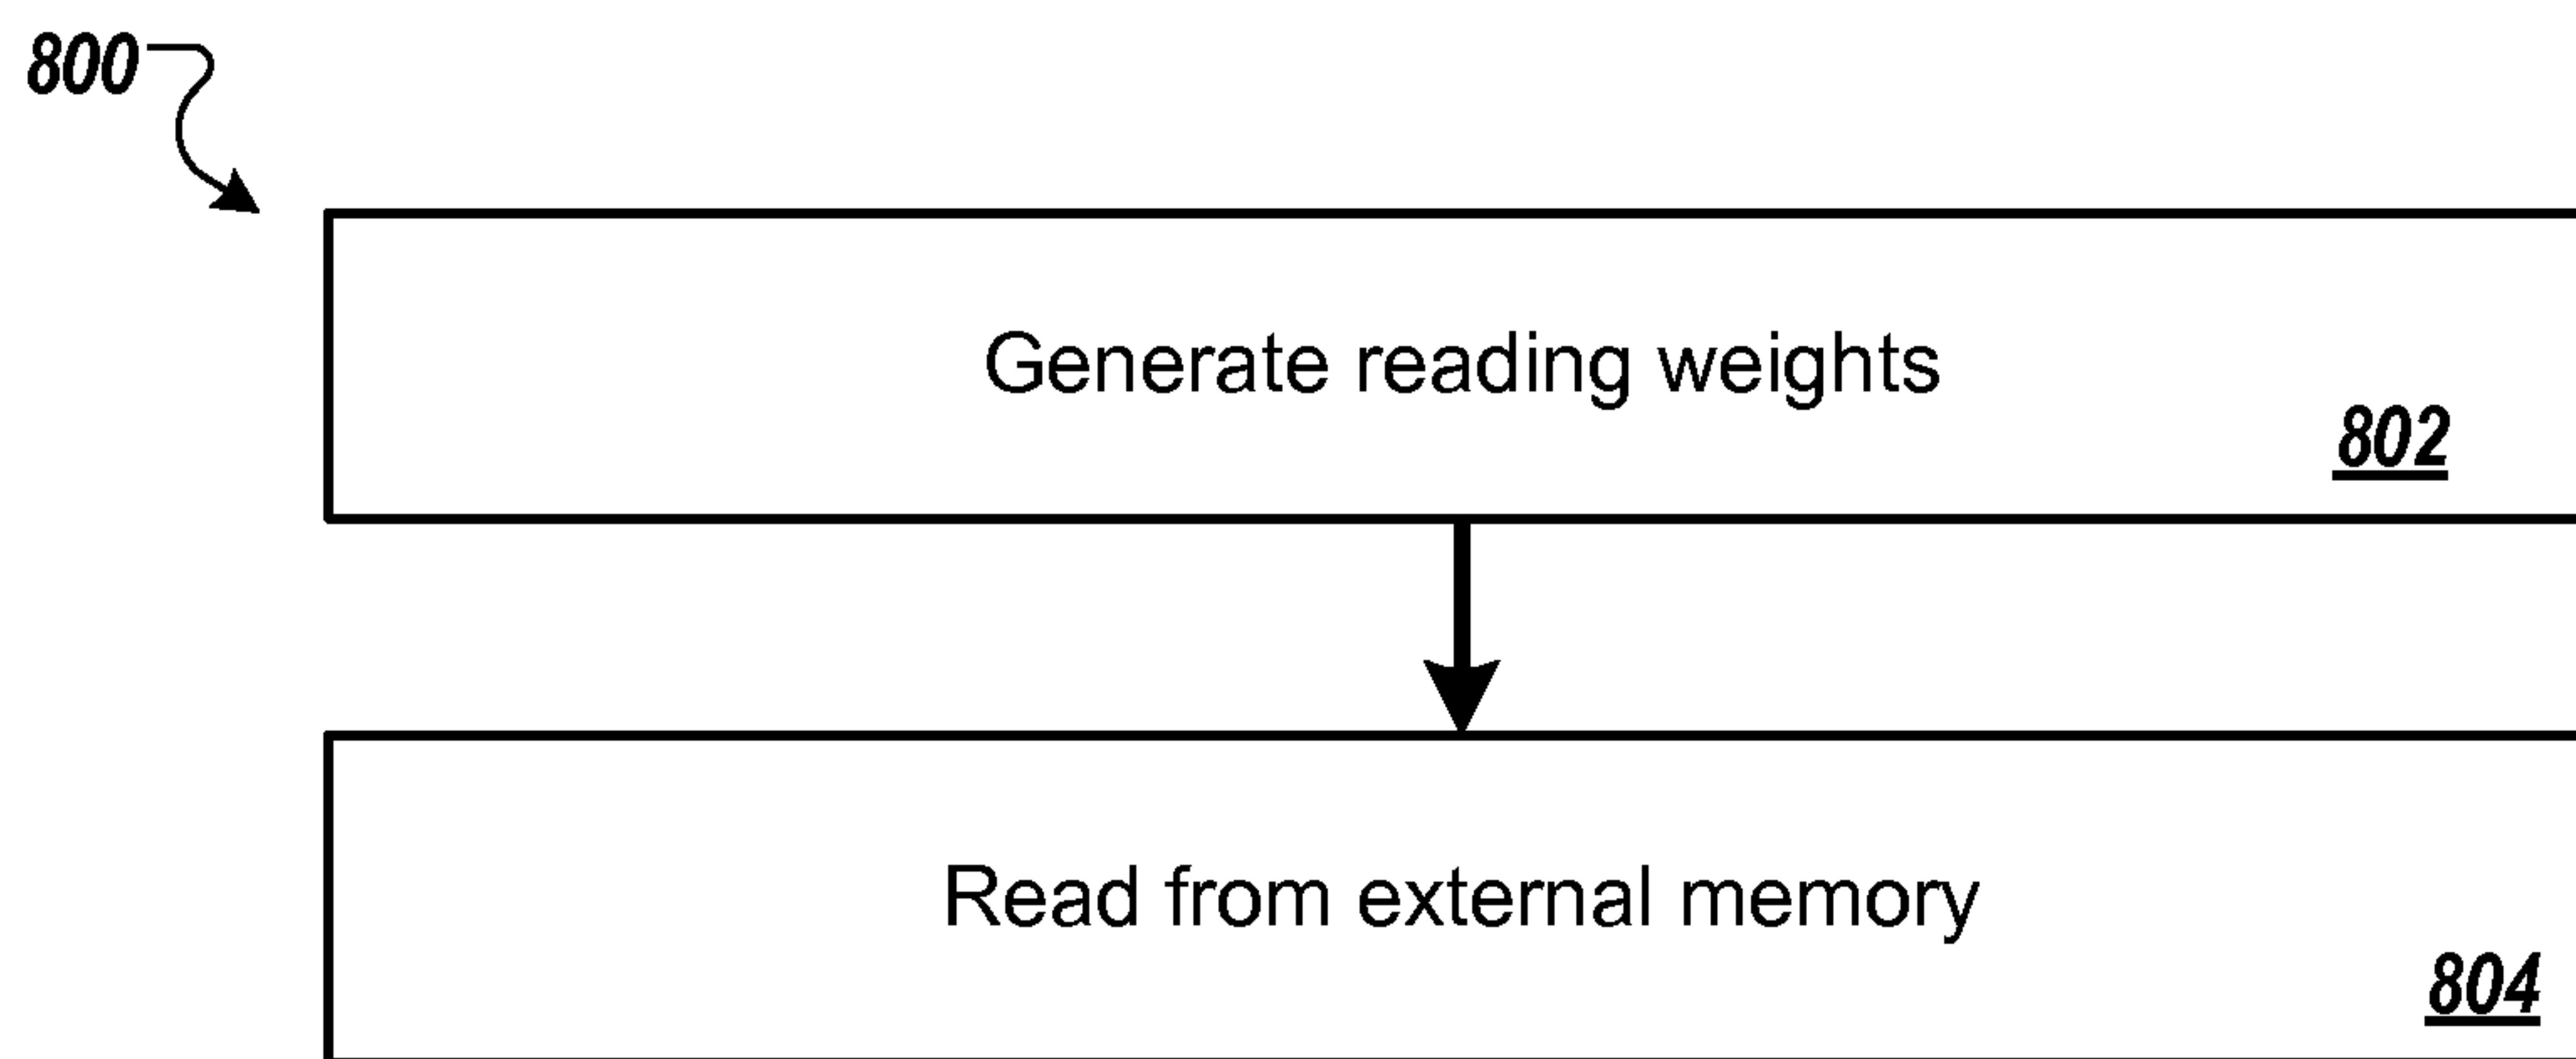 800
Generate reading weights
802
Read from external memory
804